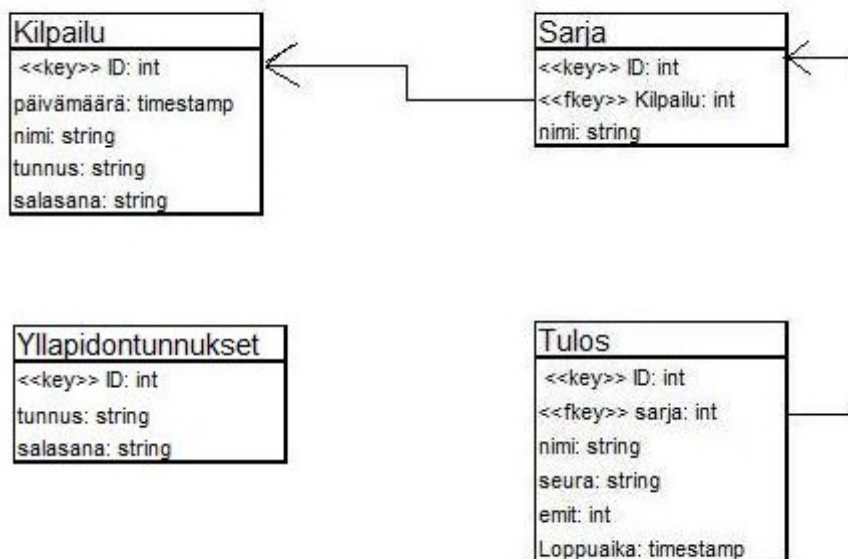 Kilpailu
<<key>> ID: int
päivämäärä: timestamp
nimi: string
tunnus: string
salasana: string
Sarja
<<key>> ID: int
<<fkey>> Kilpailu: int
nimi: string
Yllapidontunnukset
<<key>> ID: int
tunnus: string
salasana: string
Tulos
<<key>> ID: int
<<fkey>> sarja: int
nimi: string
seura: string
emit: int
Loppuaika: timestamp